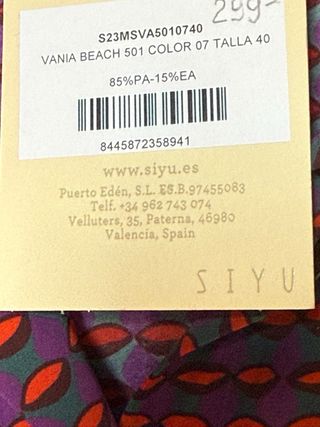 299-
S23MSVA5010740
VANIA BEACH 501 COLOR 07 TALLA 40
85%PA-15%EA
8445872358941
www.siyu.es
Puerto Edén, S.L. ES.B.97455083
Telf. +34 962 743 074
Velluters, 35, Paterna, 46980
Valencia, Spain
SIYU